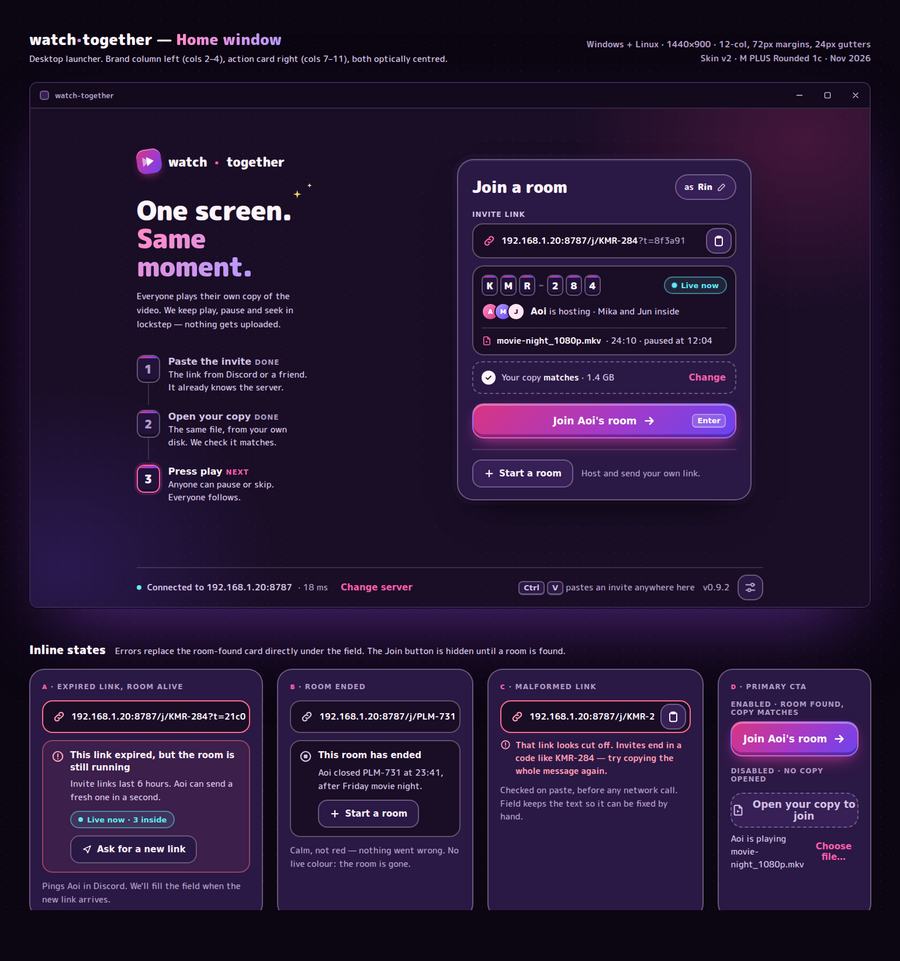 watch·together — Home window
Desktop launcher. Brand column left (cols 2–4), action card right (cols 7–11), both optically centred.
Windows + Linux · 1440×900 · 12-col, 72px margins, 24px gutters
Skin v2 · M PLUS Rounded 1c · Nov 2026
watch-together
watch · together
One screen.
Same
moment.
Everyone plays their own copy of the
video. We keep play, pause and seek in
lockstep — nothing gets uploaded.
1
Paste the invite DONE
The link from Discord or a friend.
It already knows the server.
2
Open your copy DONE
The same file, from your own
disk. We check it matches.
3
Press play NEXT
Anyone can pause or skip.
Everyone follows.
Join a room
as Rin
INVITE LINK
192.168.1.20:8787/j/KMR-284?t=8f3a91
K M R – 2 8 4
Live now
A M J
Aoi is hosting · Mika and Jun inside
movie-night_1080p.mkv · 24:10 · paused at 12:04
Your copy matches · 1.4 GB
Change
Join Aoi's room → Enter
+ Start a room
Host and send your own link.
Connected to 192.168.1.20:8787 · 18 ms
Change server
Ctrl V pastes an invite anywhere here
v0.9.2
Inline states
Errors replace the room-found card directly under the field. The Join button is hidden until a room is found.
A · EXPIRED LINK, ROOM ALIVE
192.168.1.20:8787/j/KMR-284?t=21c0
This link expired, but the room is
still running
Invite links last 6 hours. Aoi can send a
fresh one in a second.
Live now · 3 inside
Ask for a new link
Pings Aoi in Discord. We'll fill the field when the
new link arrives.
B · ROOM ENDED
192.168.1.20:8787/j/PLM-731
This room has ended
Aoi closed PLM-731 at 23:41,
after Friday movie night.
+ Start a room
Calm, not red — nothing went wrong. No
live colour: the room is gone.
C · MALFORMED LINK
192.168.1.20:8787/j/KMR-2
That link looks cut off. Invites end in a
code like KMR-284 — try copying the
whole message again.
Checked on paste, before any network call.
Field keeps the text so it can be fixed by
hand.
D · PRIMARY CTA
ENABLED · ROOM FOUND,
COPY MATCHES
Join Aoi's room →
DISABLED · NO COPY
OPENED
Open your copy to
join
Aoi is playing
movie-
night_1080p.mkv
Choose
file…